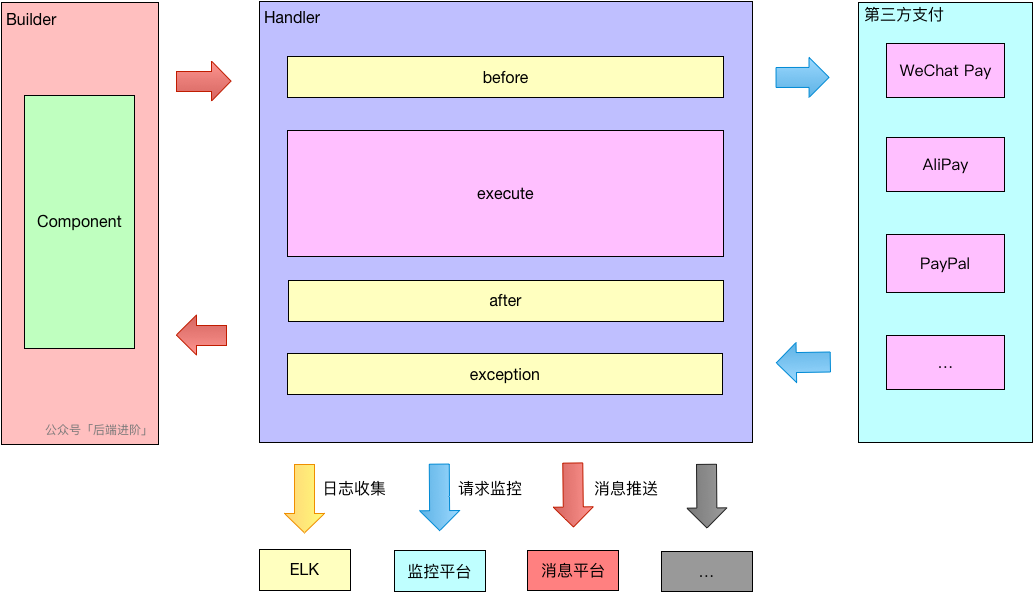 Builder
Component
公众号「后端进阶」
Handler
before
execute
after
exception
第三方支付
WeChat Pay
AliPay
PayPal
...
日志收集
请求监控
消息推送
ELK
监控平台
消息平台
...